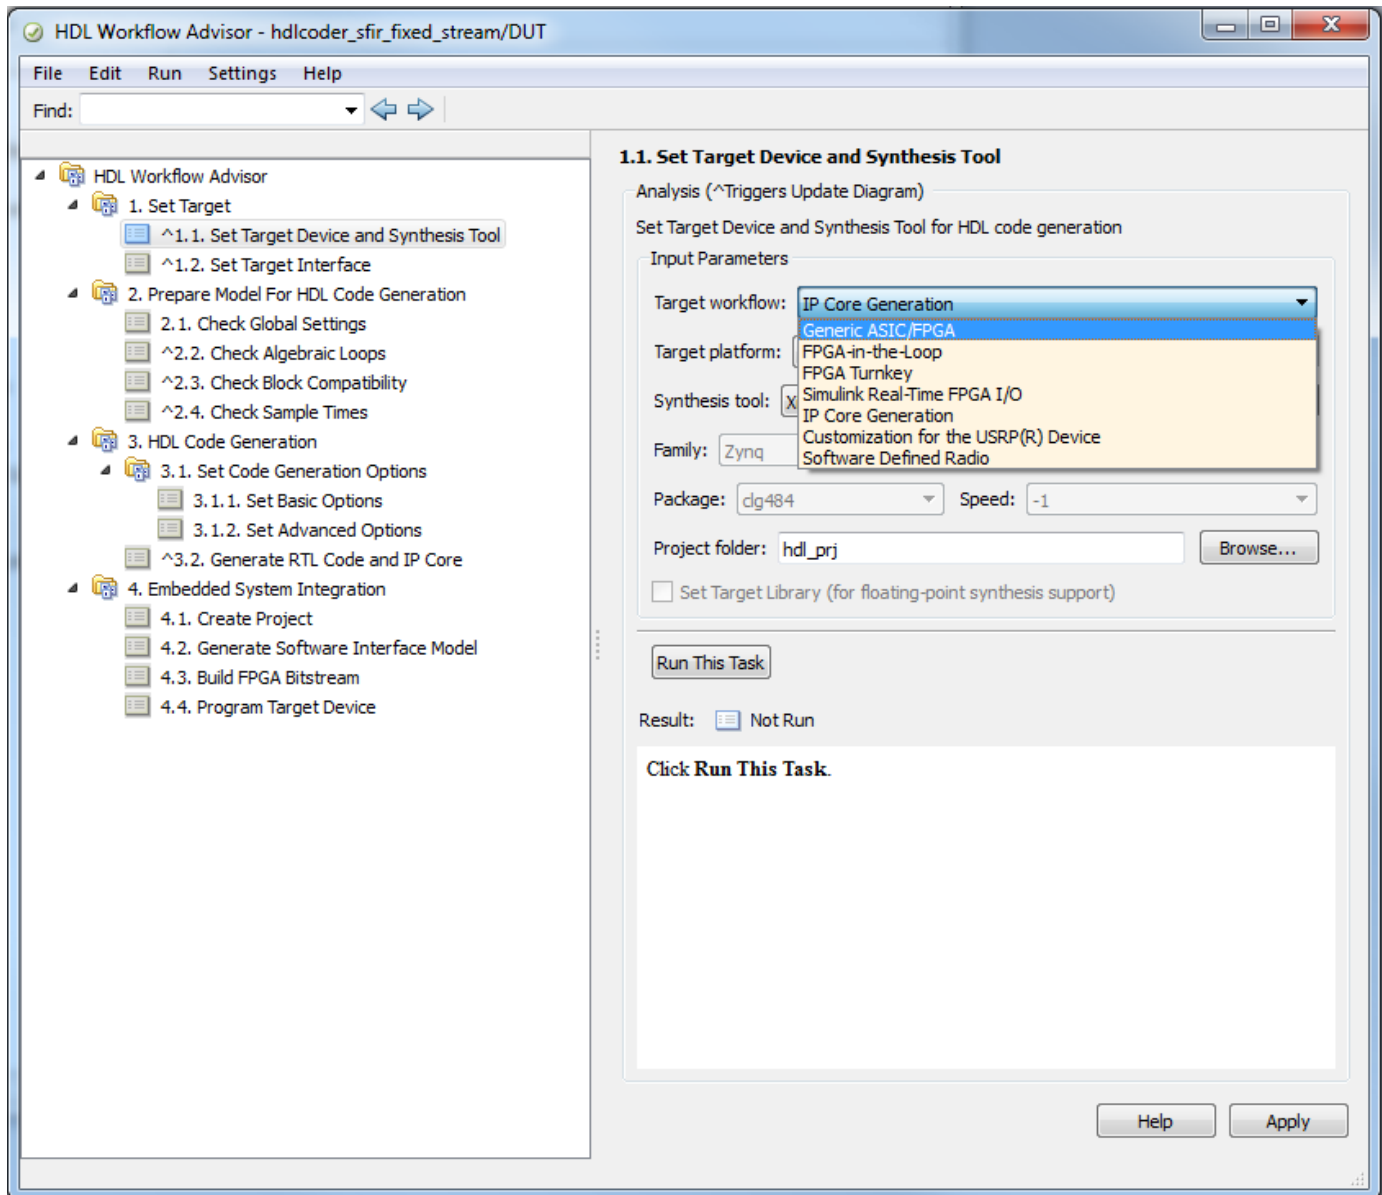 HDL Workflow Advisor - hdlcoder_sfir_fixed_stream/DUT
File Edit Run Settings Help
Find:
HDL Workflow Advisor
1. Set Target
^1.1. Set Target Device and Synthesis Tool
^1.2. Set Target Interface
2. Prepare Model For HDL Code Generation
2.1. Check Global Settings
^2.2. Check Algebraic Loops
^2.3. Check Block Compatibility
^2.4. Check Sample Times
3. HDL Code Generation
3.1. Set Code Generation Options
3.1.1. Set Basic Options
3.1.2. Set Advanced Options
^3.2. Generate RTL Code and IP Core
4. Embedded System Integration
4.1. Create Project
4.2. Generate Software Interface Model
4.3. Build FPGA Bitstream
4.4. Program Target Device
1.1. Set Target Device and Synthesis Tool
Analysis (^Triggers Update Diagram)
Set Target Device and Synthesis Tool for HDL code generation
Input Parameters
Target workflow: IP Core Generation
Generic ASIC/FPGA
Target platform: FPGA-in-the-Loop
FPGA Turnkey
Synthesis tool: X Simulink Real-Time FPGA I/O
IP Core Generation
Family: Zynq Customization for the USRP(R) Device
Software Defined Radio
Package: clg484 Speed: -1
Project folder: hdl_prj Browse...
Set Target Library (for floating-point synthesis support)
Run This Task
Result: Not Run
Click Run This Task.
Help Apply